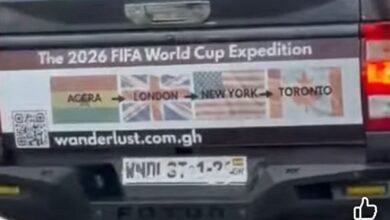 The 2026 FIFA World Cup Expedition
ACCRA → LONDON → NEW YORK → TORONTO
wanderlust.com.gh